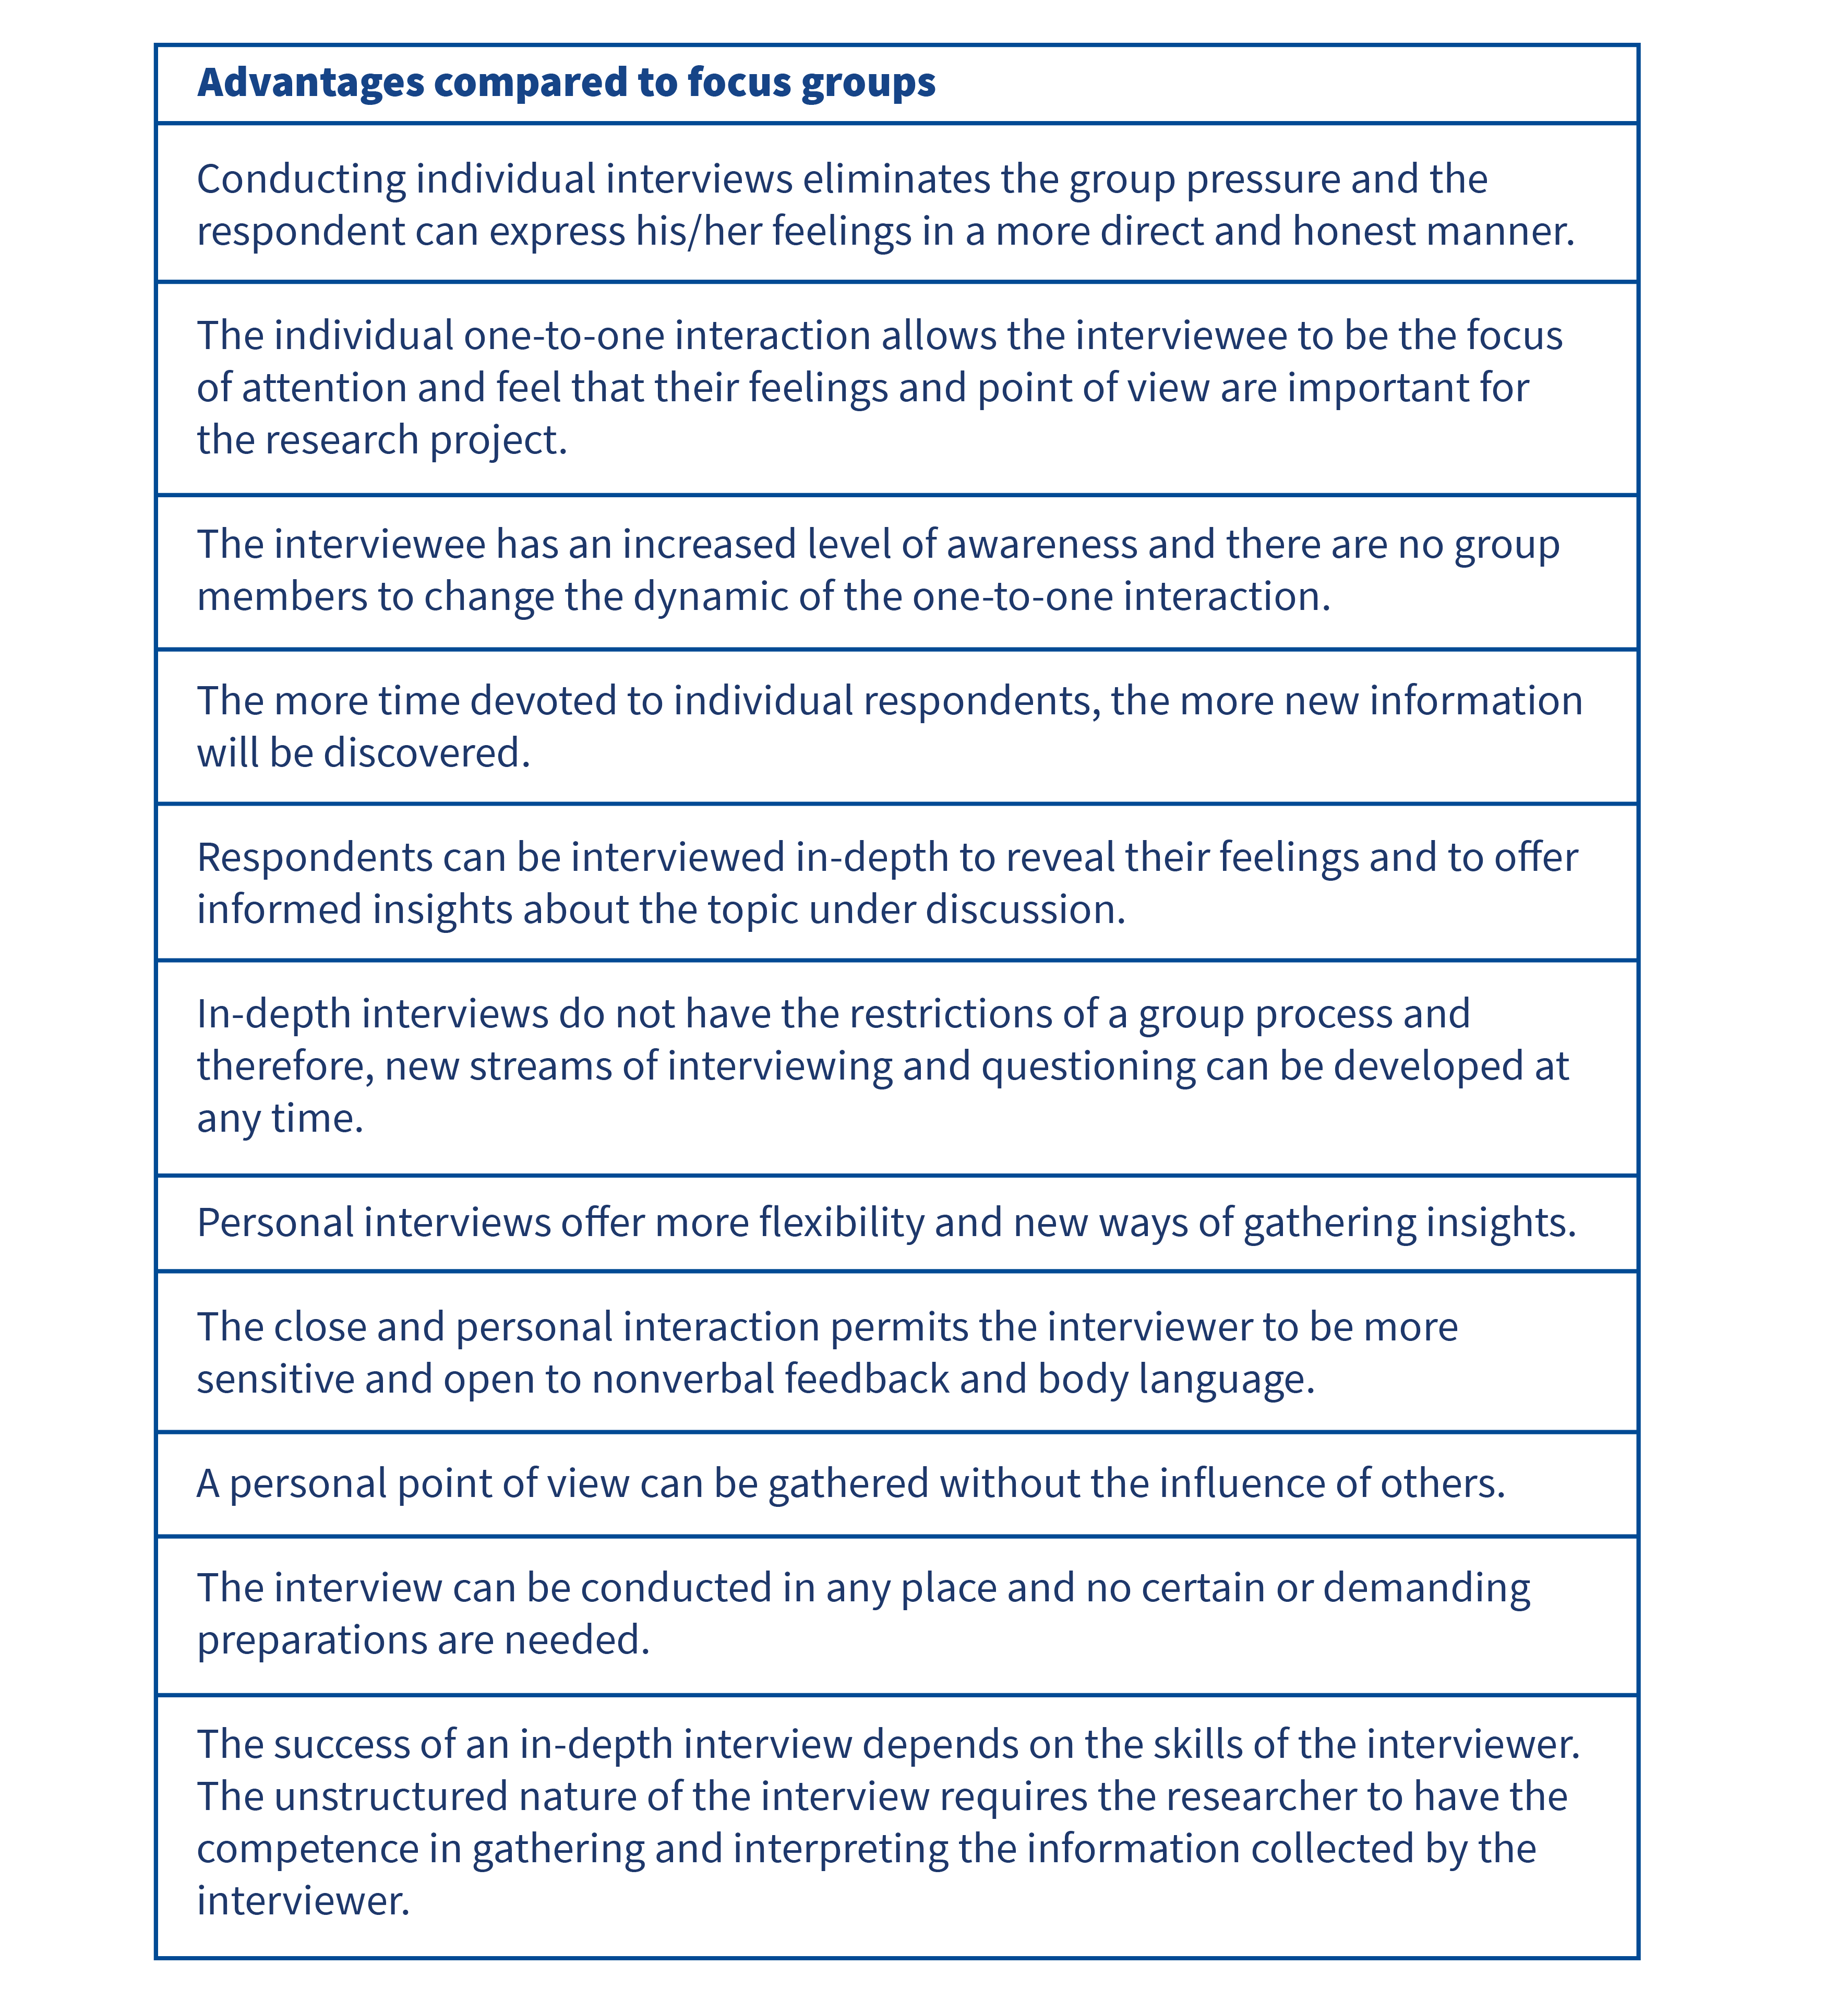 Advantages compared to focus groups
Conducting individual interviews eliminates the group pressure and the
respondent can express his/her feelings in a more direct and honest manner.
The individual one-to-one interaction allows the interviewee to be the focus
of attention and feel that their feelings and point of view are important for
the research project.
The interviewee has an increased level of awareness and there are no group
members to change the dynamic of the one-to-one interaction.
The more time devoted to individual respondents, the more new information
will be discovered.
Respondents can be interviewed in-depth to reveal their feelings and to offer
informed insights about the topic under discussion.
In-depth interviews do not have the restrictions of a group process and
therefore, new streams of interviewing and questioning can be developed at
any time.
Personal interviews offer more flexibility and new ways of gathering insights.
The close and personal interaction permits the interviewer to be more
sensitive and open to nonverbal feedback and body language.
A personal point of view can be gathered without the influence of others.
The interview can be conducted in any place and no certain or demanding
preparations are needed.
The success of an in-depth interview depends on the skills of the interviewer.
The unstructured nature of the interview requires the researcher to have the
competence in gathering and interpreting the information collected by the
interviewer.